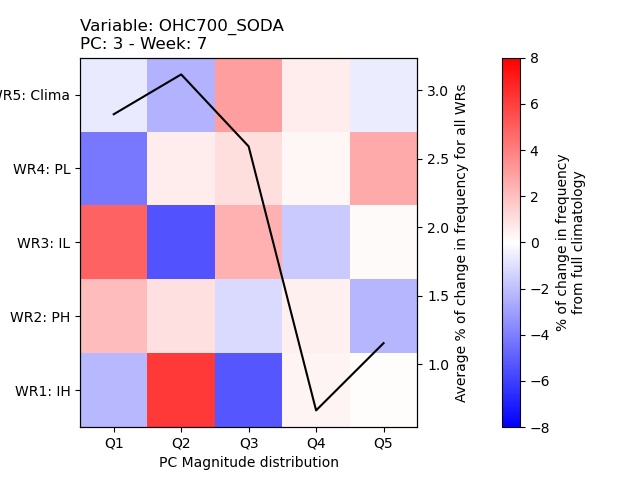 Variable: OHC700_SODA
PC: 3 - Week: 7
WR5: Clima
WR4: PL
WR3: IL
WR2: PH
WR1: IH
Q1 Q2 Q3 Q4 Q5
PC Magnitude distribution
3.0
2.5
2.0
1.5
1.0
Average % of change in frequency for all WRs
8
6
4
2
0
−2
−4
−6
−8
% of change in frequency
from full climatology